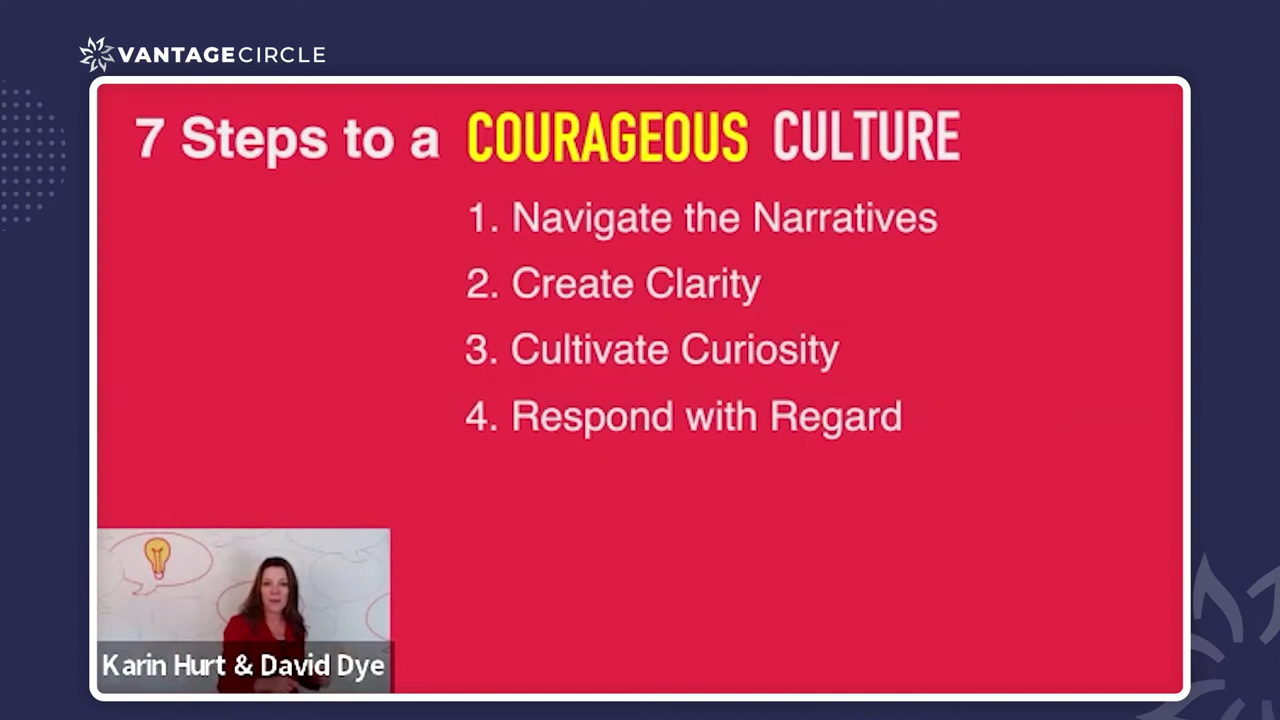 VANTAGECIRCLE
7 Steps to a COURAGEOUS CULTURE
1. Navigate the Narratives
2. Create Clarity
3. Cultivate Curiosity
4. Respond with Regard
Karin Hurt & David Dye